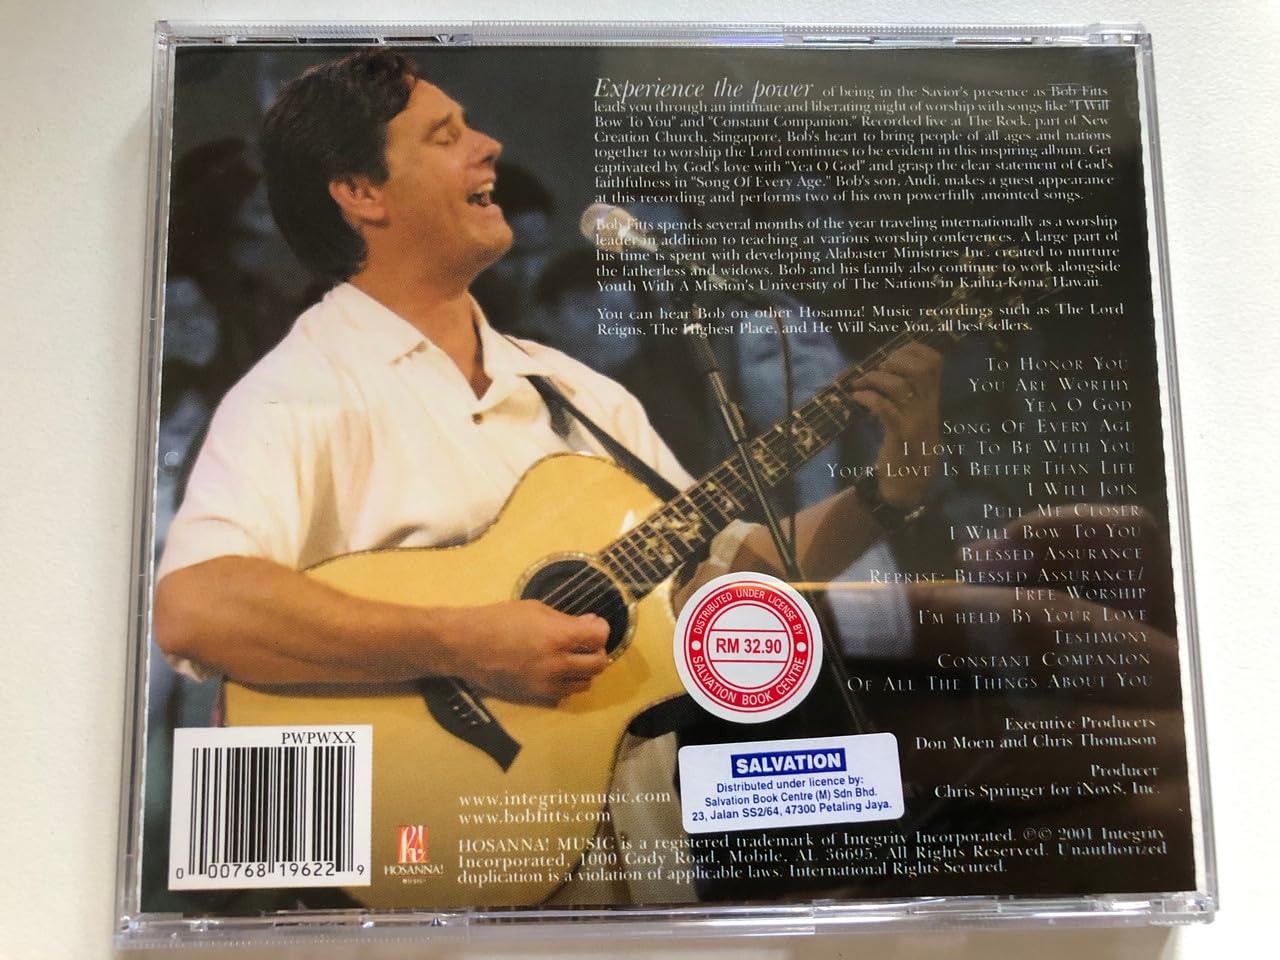 Experience the power of being in the Savior's presence as Bob Fitts
leads you through an intimate and liberating night of worship with songs like "I Will
Bow To You" and "Constant Companion." Recorded live at The Rock, part of New
Creation Church, Singapore, Bob's heart to bring people of all ages and nations
together to worship the Lord continues to be evident in this inspiring album. Get
captivated by God's love with "Yea O God" and grasp the clear statement of God's
faithfulness in "Song Of Every Age." Bob's son, Andi, makes a guest appearance
at this recording and performs two of his own powerfully anointed songs.
Bob Fitts spends several months of the year traveling internationally as a worship
leader in addition to teaching at various worship conferences. A large part of
his time is spent with developing Alabaster Ministries Inc. created to nurture
the fatherless and widows. Bob and his family also continue to work alongside
Youth With A Mission's University of The Nations in Kailua-Kona, Hawaii.
You can hear Bob on other Hosanna! Music recordings such as The Lord
Reigns, The Highest Place, and He Will Save You, all best sellers.
To Honor You
You Are Worthy
Yea O God
Song Of Every Age
I Love To Be With You
Your Love Is Better Than Life
I Will Join
Pull Me Closer
I Will Bow To You
Blessed Assurance
Reprise: Blessed Assurance/
Free Worship
I'm held By Your Love
Testimony
Constant Companion
Of All The Things About You
Executive Producers
Don Moen and Chris Thomason
Producer
Chris Springer for iNov8, Inc.
DISTRIBUTED UNDER LICENSE BY
RM 32.90
SALVATION BOOK CENTRE
SALVATION
Distributed under licence by:
Salvation Book Centre (M) Sdn Bhd.
23, Jalan SS2/64, 47300 Petaling Jaya.
PWPWXX
0 00768 19622 9
HOSANNA!
MUSIC
www.integritymusic.com
www.bobfitts.com
HOSANNA! MUSIC is a registered trademark of Integrity Incorporated. ℗© 2001 Integrity
Incorporated, 1000 Cody Road, Mobile, AL 36695. All Rights Reserved. Unauthorized
duplication is a violation of applicable laws. International Rights Secured.